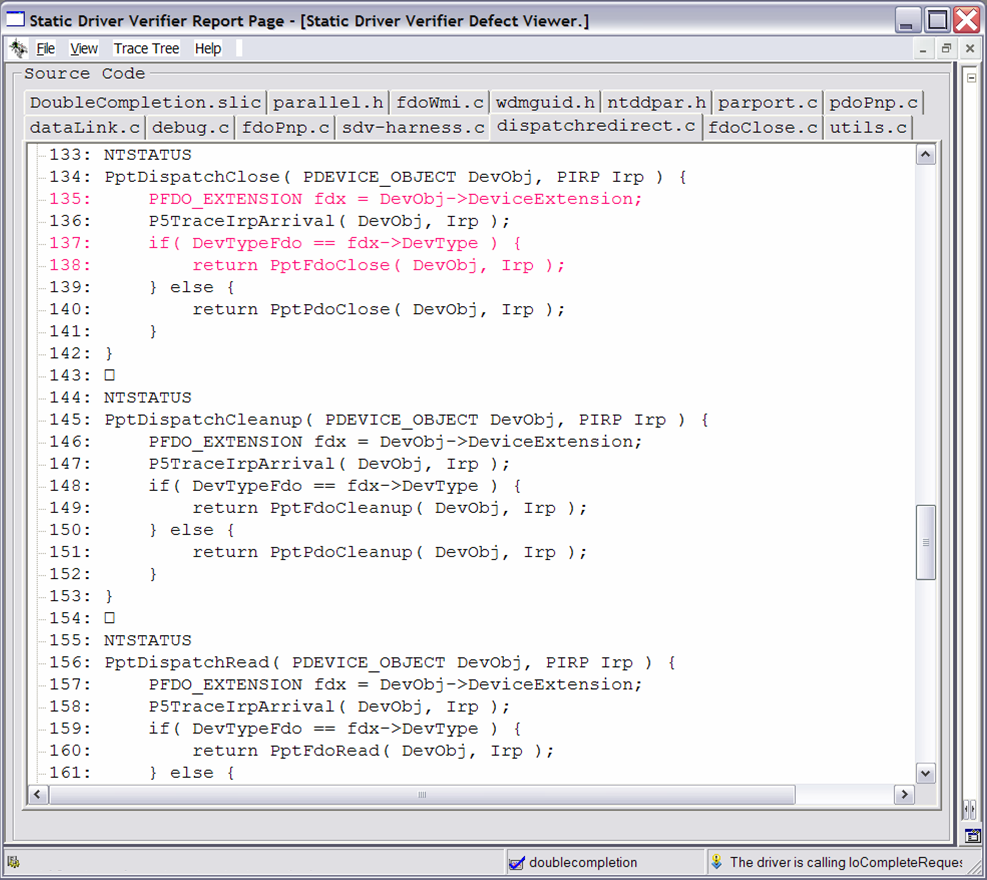 Static Driver Verifier Report Page - [Static Driver Verifier Defect Viewer.]
File View Trace Tree Help
Source Code
DoubleCompletion.slic parallel.h fdoWmi.c wdmguid.h ntddpar.h parport.c pdoPnp.c
dataLink.c debug.c fdoPnp.c sdv-harness.c dispatchredirect.c fdoClose.c utils.c
133: NTSTATUS
134: PptDispatchClose( PDEVICE_OBJECT DevObj, PIRP Irp ) {
135:     PFDO_EXTENSION fdx = DevObj->DeviceExtension;
136:     P5TraceIrpArrival( DevObj, Irp );
137:     if( DevTypeFdo == fdx->DevType ) {
138:         return PptFdoClose( DevObj, Irp );
139:     } else {
140:         return PptPdoClose( DevObj, Irp );
141:     }
142: }
143: □
144: NTSTATUS
145: PptDispatchCleanup( PDEVICE_OBJECT DevObj, PIRP Irp ) {
146:     PFDO_EXTENSION fdx = DevObj->DeviceExtension;
147:     P5TraceIrpArrival( DevObj, Irp );
148:     if( DevTypeFdo == fdx->DevType ) {
149:         return PptFdoCleanup( DevObj, Irp );
150:     } else {
151:         return PptPdoCleanup( DevObj, Irp );
152:     }
153: }
154: □
155: NTSTATUS
156: PptDispatchRead( PDEVICE_OBJECT DevObj, PIRP Irp ) {
157:     PFDO_EXTENSION fdx = DevObj->DeviceExtension;
158:     P5TraceIrpArrival( DevObj, Irp );
159:     if( DevTypeFdo == fdx->DevType ) {
160:         return PptFdoRead( DevObj, Irp );
161:     } else {
doublecompletion The driver is calling IoCompleteReques